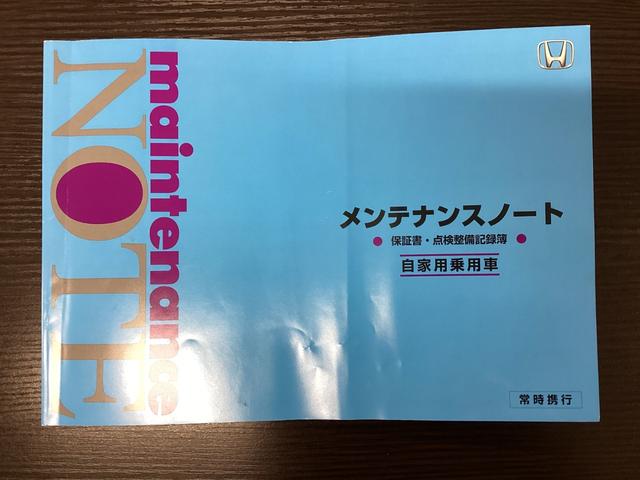 maintenance
NOTE
メンテナンスノート
● 保証書・点検整備記録簿 ●
自家用乗用車
常時携行